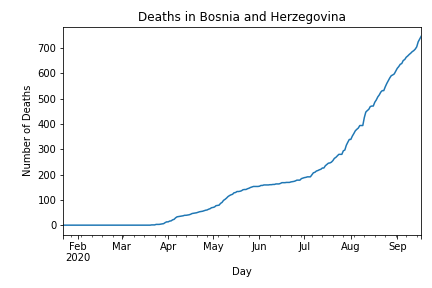 Deaths in Bosnia and Herzegovina
Number of Deaths
700
600
500
400
300
200
100
0
Feb Mar Apr May Jun Jul Aug Sep
2020
Day